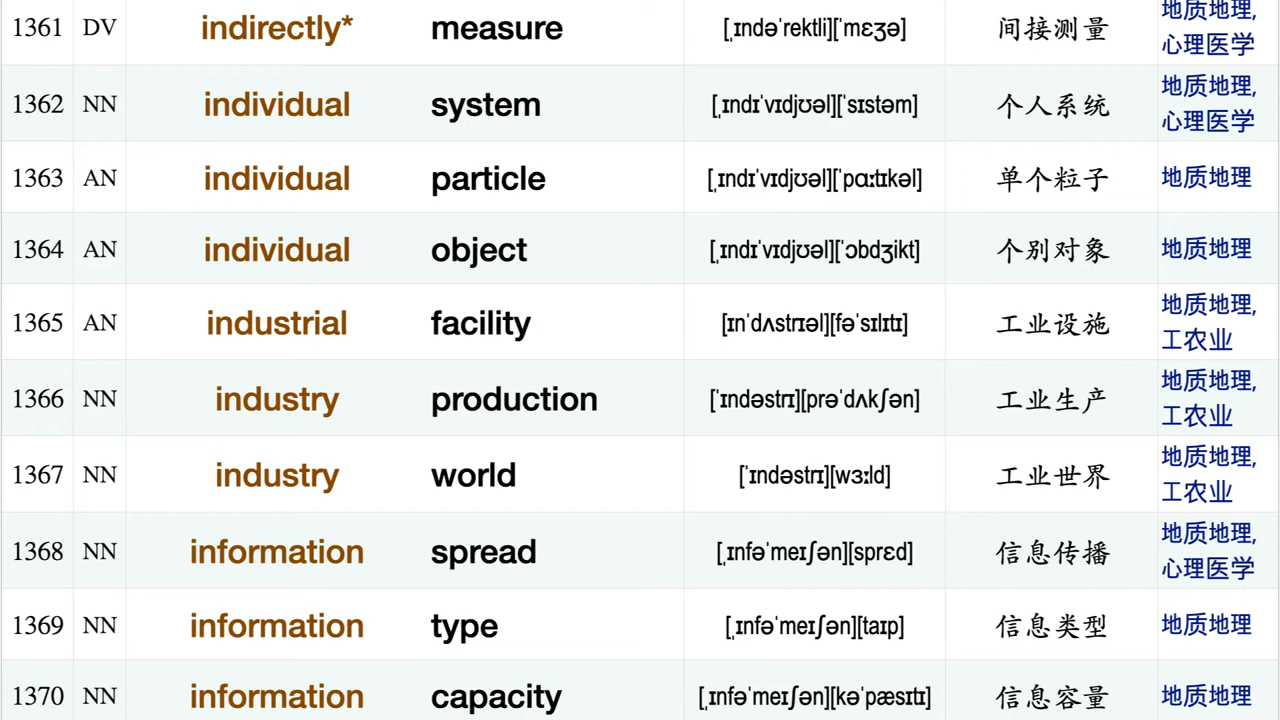 1361 DV indirectly* measure [ˌɪndəˈrektli][ˈmɛʒə] 间接测量 地质地理, 心理医学
1362 NN individual system [ˌɪndɪˈvɪdjʊəl][ˈsɪstəm] 个人系统 地质地理, 心理医学
1363 AN individual particle [ˌɪndɪˈvɪdjʊəl][ˈpɑːtɪkəl] 单个粒子 地质地理
1364 AN individual object [ˌɪndɪˈvɪdjʊəl][ˈɔbdʒikt] 个别对象 地质地理
1365 AN industrial facility [ɪnˈdʌstrɪəl][fəˈsɪlɪtɪ] 工业设施 地质地理, 工农业
1366 NN industry production [ˈɪndəstrɪ][prəˈdʌkʃən] 工业生产 地质地理, 工农业
1367 NN industry world [ˈɪndəstrɪ][wɜːld] 工业世界 地质地理, 工农业
1368 NN information spread [ˌɪnfəˈmeɪʃən][sprɛd] 信息传播 地质地理, 心理医学
1369 NN information type [ˌɪnfəˈmeɪʃən][taɪp] 信息类型 地质地理
1370 NN information capacity [ˌɪnfəˈmeɪʃən][kəˈpæsɪtɪ] 信息容量 地质地理